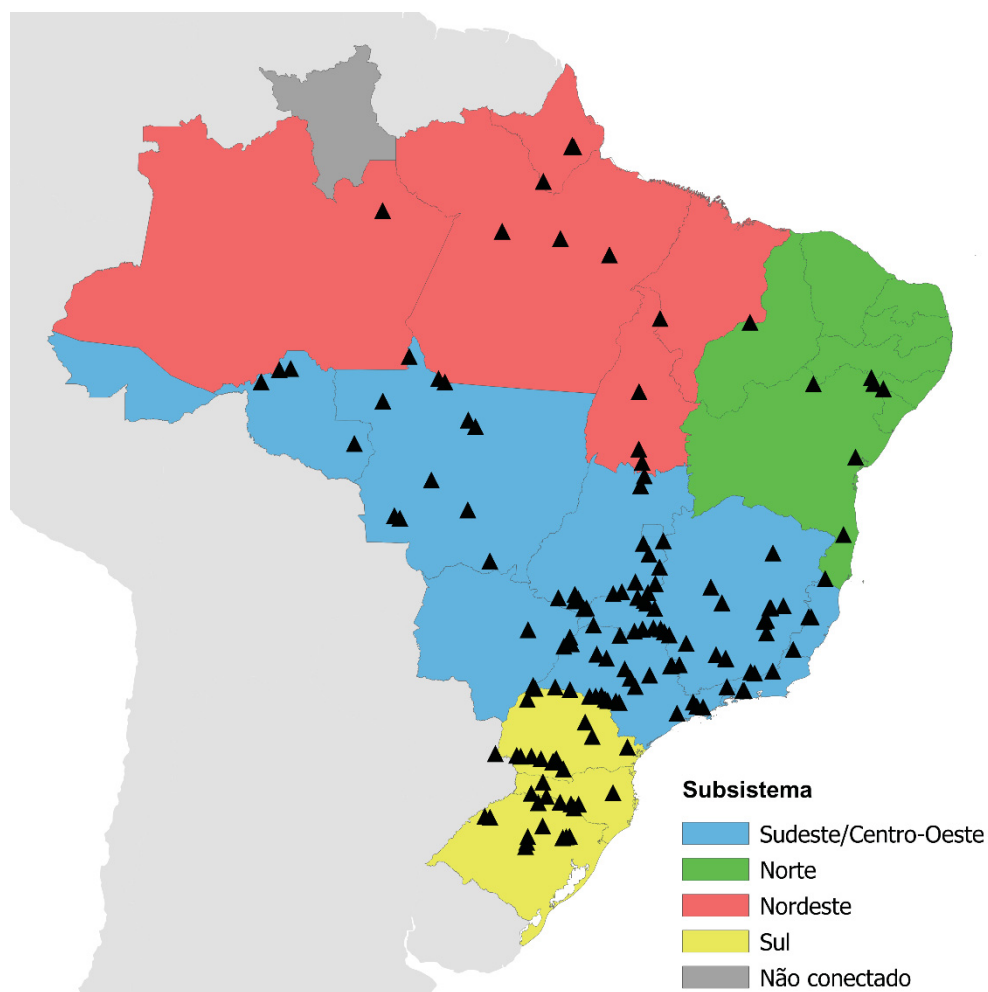 Subsistema
Sudeste/Centro-Oeste
Norte
Nordeste
Sul
Não conectado